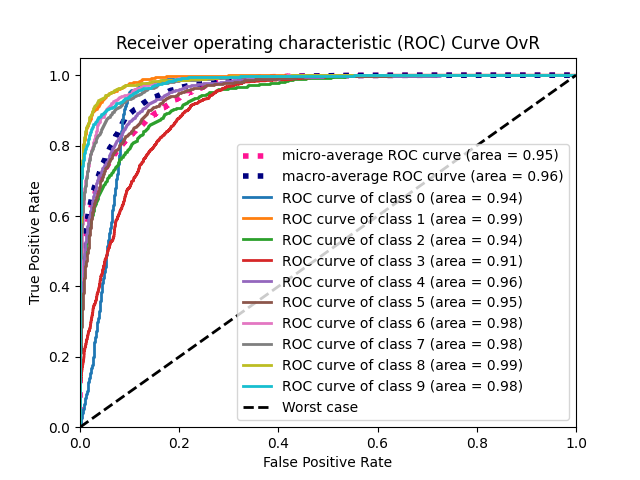 Receiver operating characteristic (ROC) Curve OvR
1.0
0.8
0.6
0.4
0.2
0.0
True Positive Rate
micro-average ROC curve (area = 0.95)
macro-average ROC curve (area = 0.96)
ROC curve of class 0 (area = 0.94)
ROC curve of class 1 (area = 0.99)
ROC curve of class 2 (area = 0.94)
ROC curve of class 3 (area = 0.91)
ROC curve of class 4 (area = 0.96)
ROC curve of class 5 (area = 0.95)
ROC curve of class 6 (area = 0.98)
ROC curve of class 7 (area = 0.98)
ROC curve of class 8 (area = 0.99)
ROC curve of class 9 (area = 0.98)
Worst case
0.0 0.2 0.4 0.6 0.8 1.0
False Positive Rate